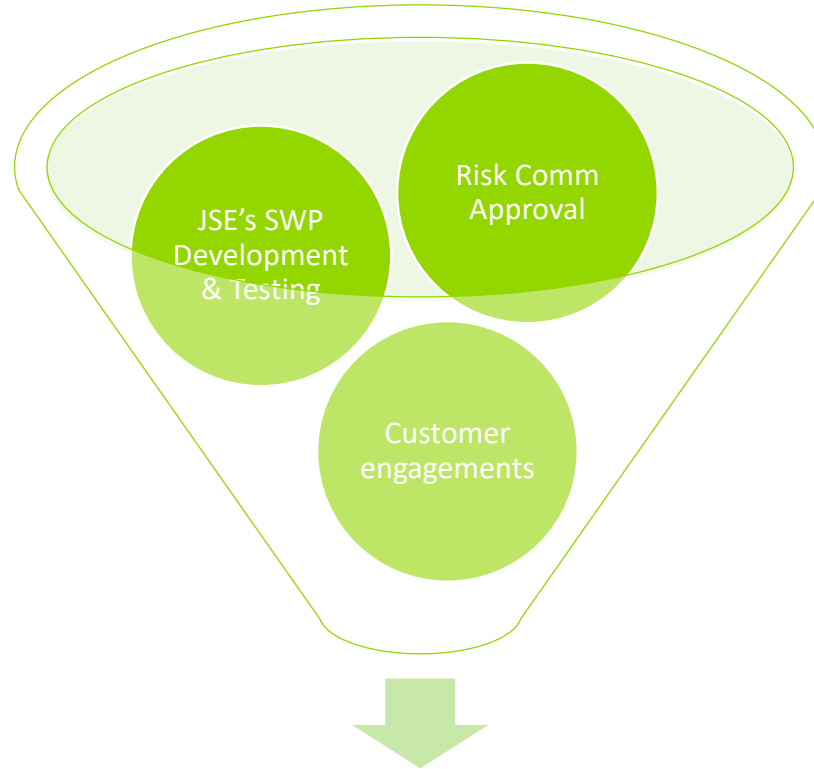 JSE’s SWP
Development
& Testing
Risk Comm
Approval
Customer
engagements